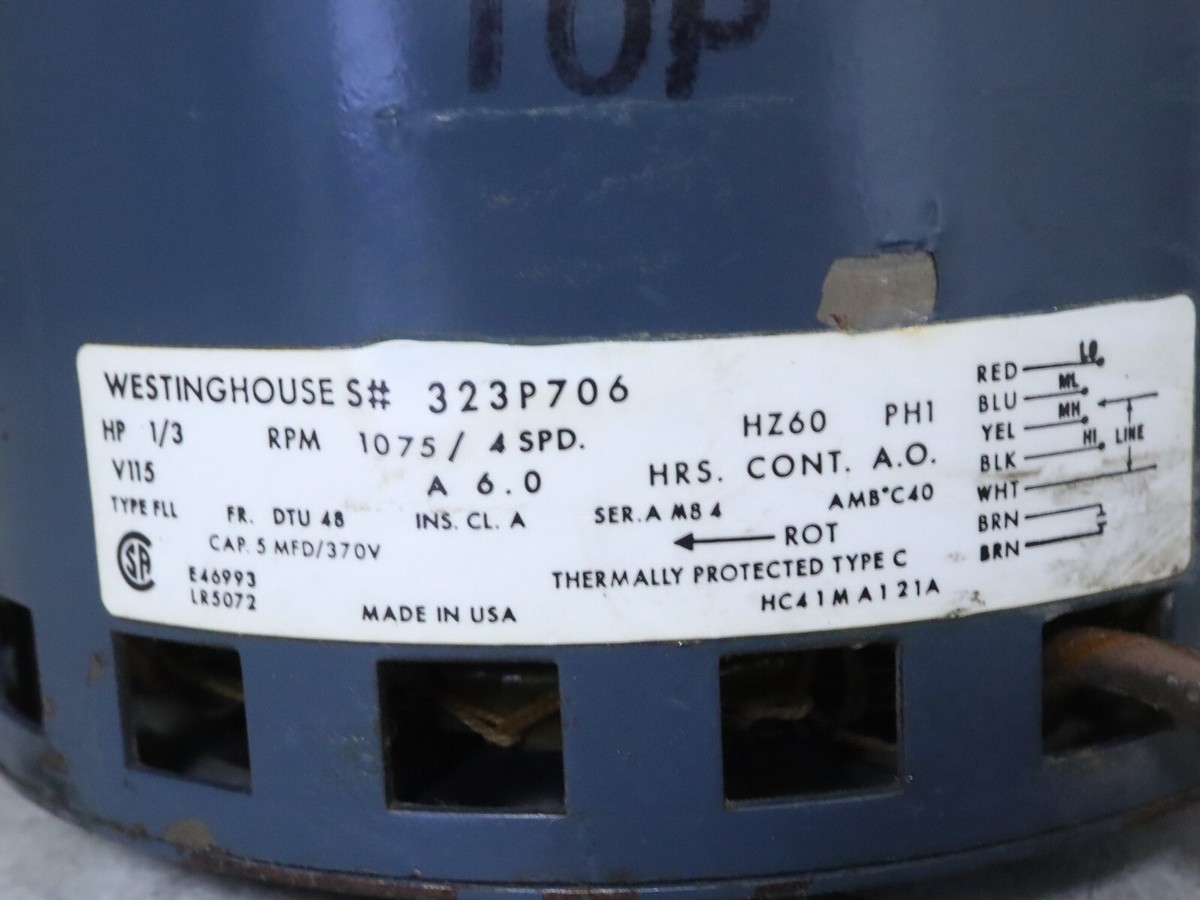 TOP
WESTINGHOUSE S# 323P706
HP 1/3 RPM 1075 / 4 SPD. HZ60 PH1
V115 A 6.0 HRS. CONT. A.O.
TYPE FLL FR. DTU 48 INS. CL. A SER. A M84 AMB°C40
CAP. 5 MFD/370V ROT
SA E46993 THERMALLY PROTECTED TYPE C
LR5072 MADE IN USA HC41MA121A
RED LO
BLU ML
YEL MH
BLK HI LINE
WHT
BRN
BRN